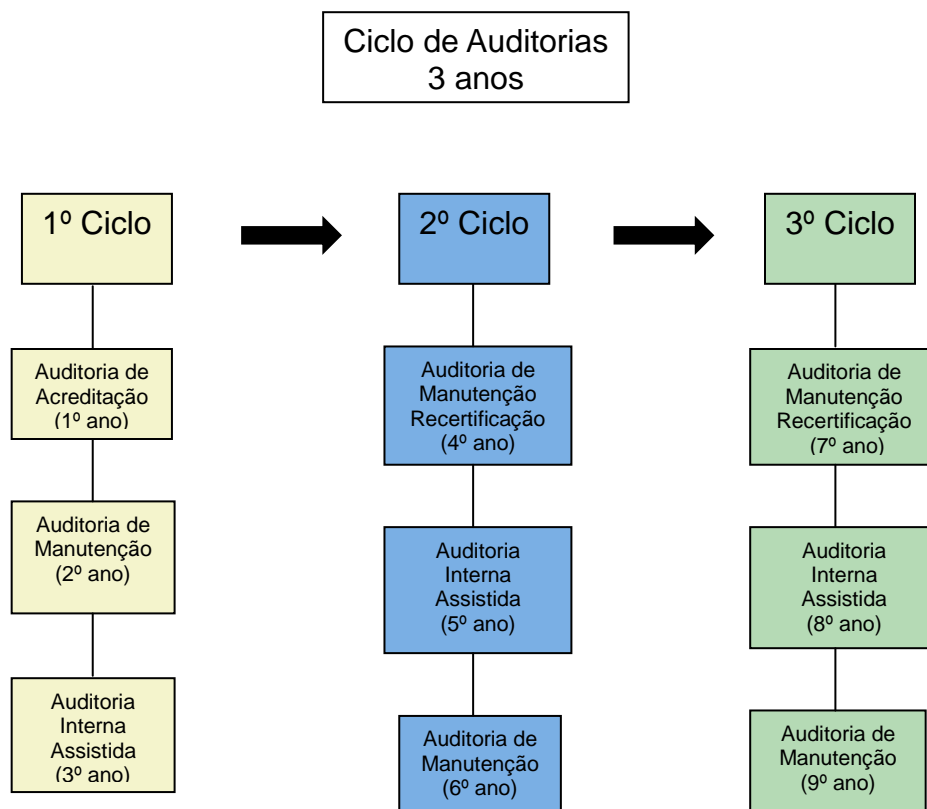 Ciclo de Auditorias
3 anos
1º Ciclo
2º Ciclo
3º Ciclo
Auditoria de
Acreditação
(1º ano)
Auditoria de
Manutenção
(2º ano)
Auditoria
Interna
Assistida
(3º ano)
Auditoria de
Manutenção
Recertificação
(4º ano)
Auditoria
Interna
Assistida
(5º ano)
Auditoria de
Manutenção
(6º ano)
Auditoria de
Manutenção
Recertificação
(7º ano)
Auditoria
Interna
Assistida
(8º ano)
Auditoria de
Manutenção
(9º ano)